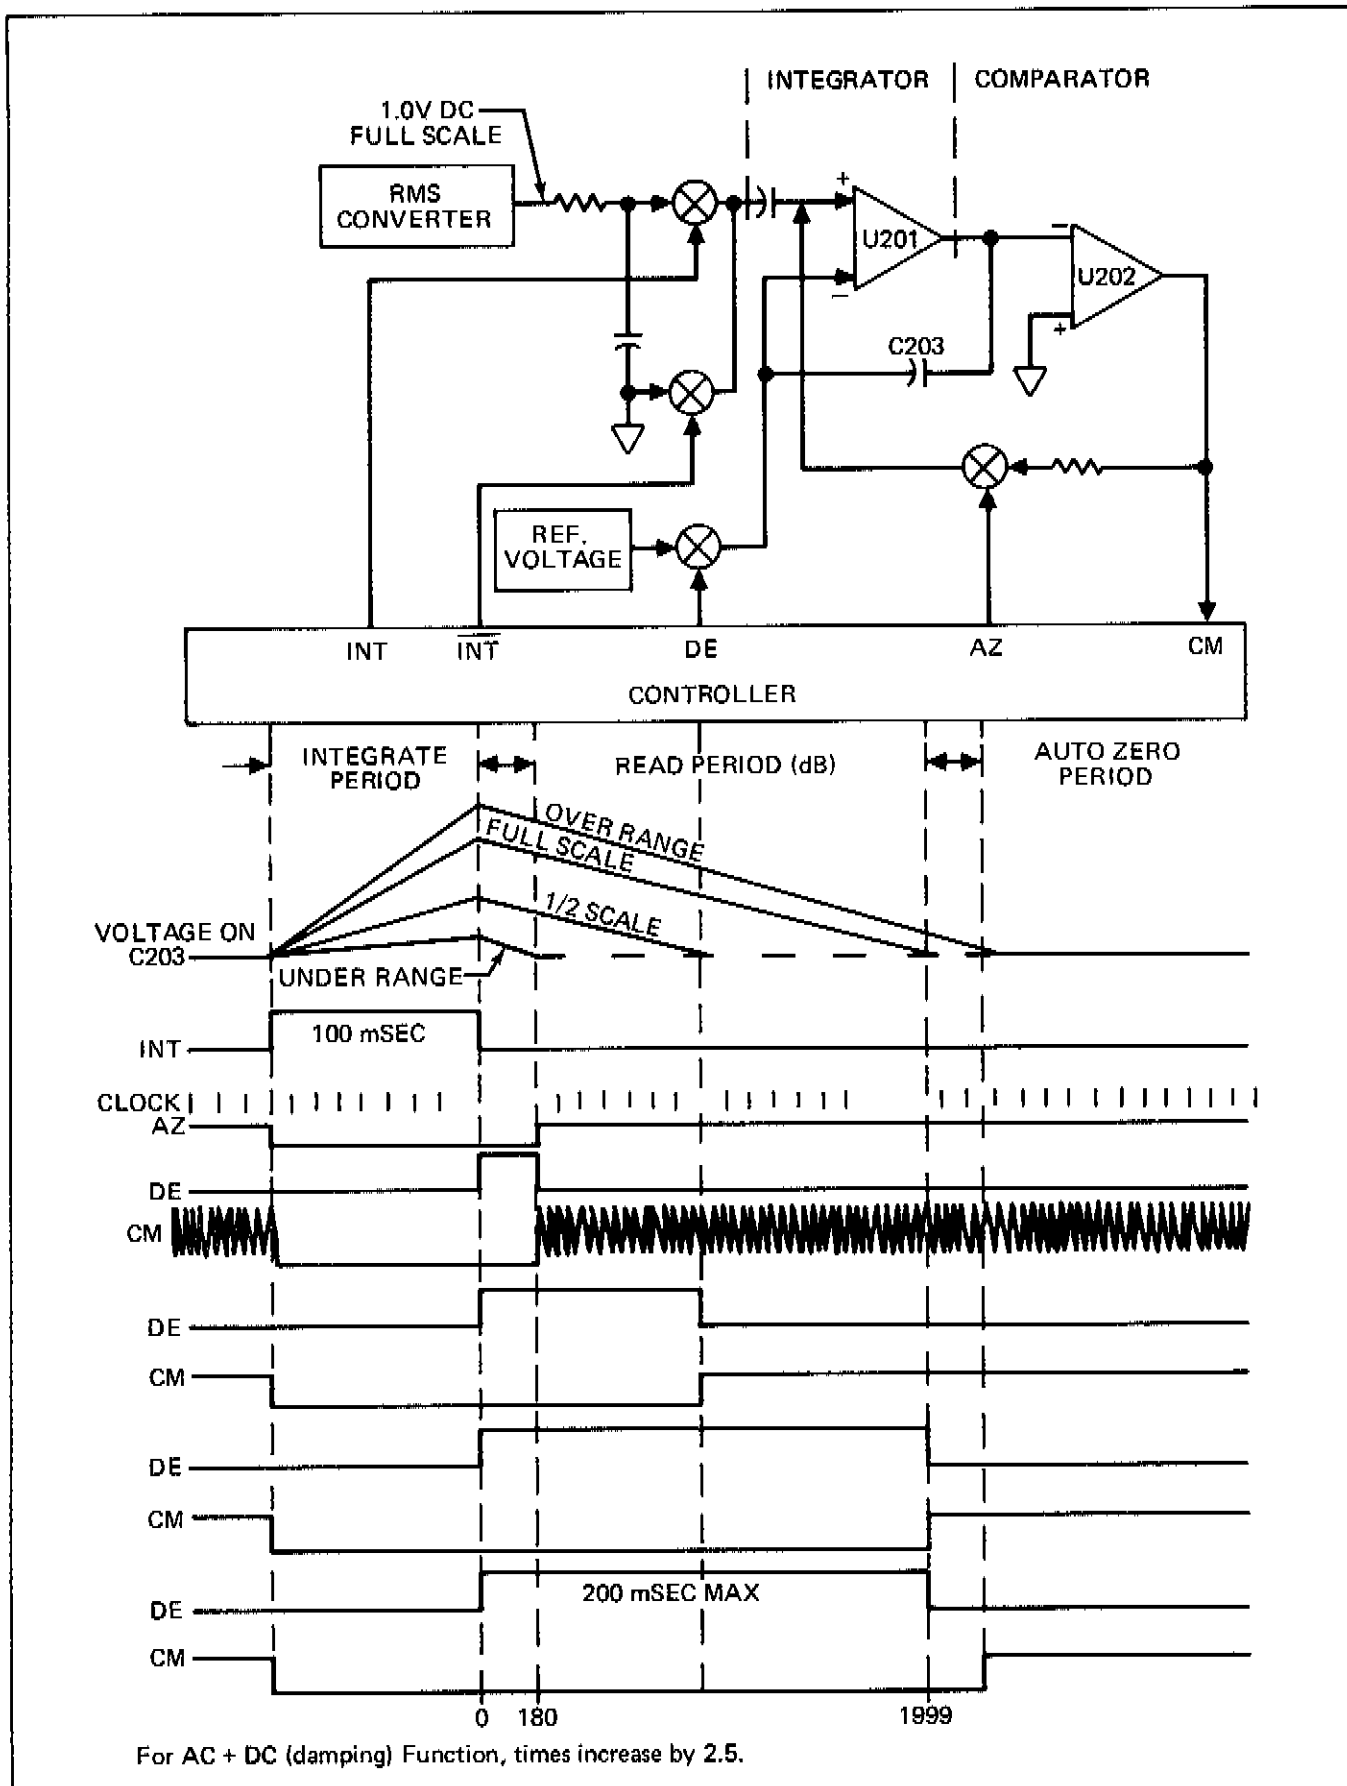 INTEGRATOR COMPARATOR
1.0V DC
FULL SCALE
RMS
CONVERTER
+
U201
−
−
U202
+
C203
REF.
VOLTAGE
INT INT DE AZ CM
CONTROLLER
INTEGRATE
PERIOD
READ PERIOD (dB)
AUTO ZERO
PERIOD
OVER RANGE
FULL SCALE
1/2 SCALE
VOLTAGE ON
C203
UNDER RANGE
100 mSEC
INT
CLOCK
AZ
DE
CM
DE
CM
DE
CM
200 mSEC MAX
DE
CM
0 180 1999
For AC + DC (damping) Function, times increase by 2.5.